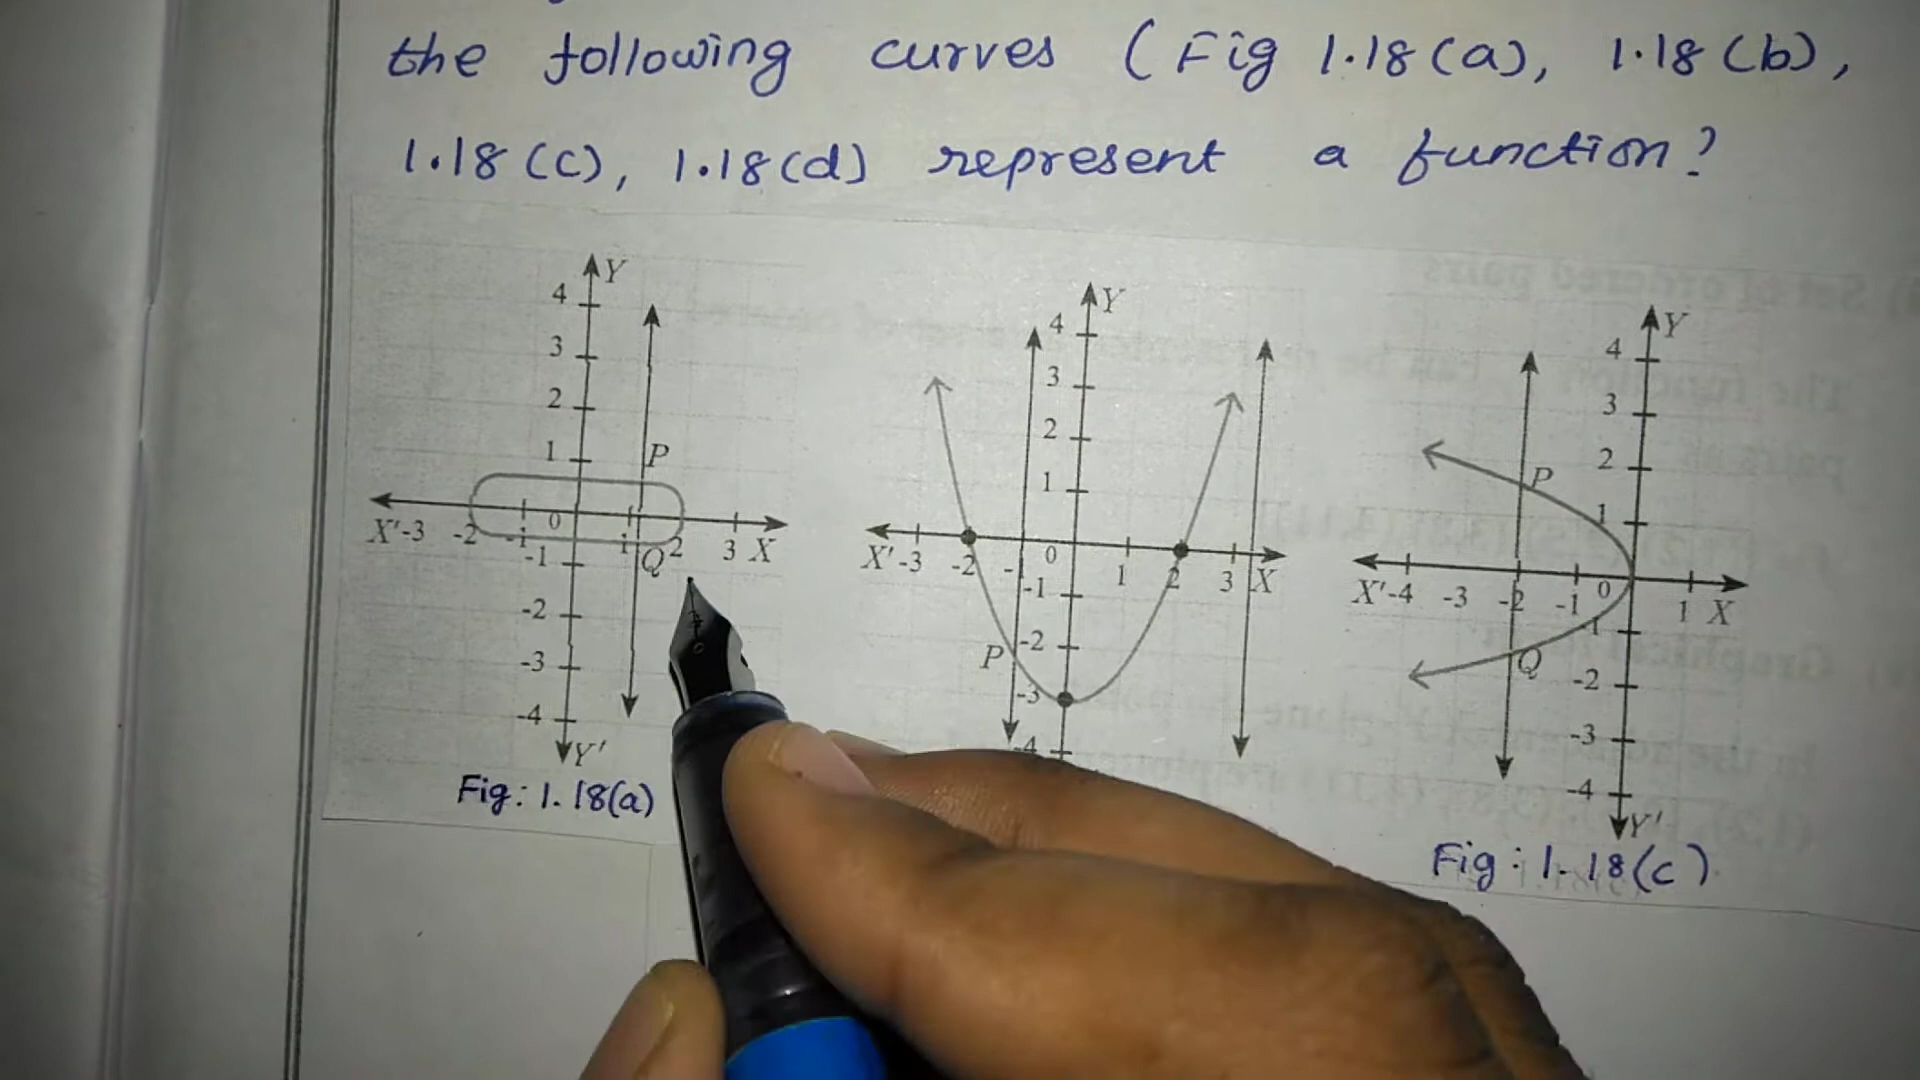 the following curves (Fig 1.18(a), 1.18(b),
1.18(c), 1.18(d) represent a function?
Y
4
3
2
1
P
X' -3 -2 -1 0 1 Q 2 3 X
-1
-2
-3
-4
Y'
Fig: 1.18(a)
Y
4
3
2
1
X' -3 -2 - 0 1 2 3 X
-1
P -2
-3
-4
Y
4
3
2
P
1
X' -4 -3 -2 -1 0 1 X
-1
Q -2
-3
-4
Y'
Fig: 1.18(c)